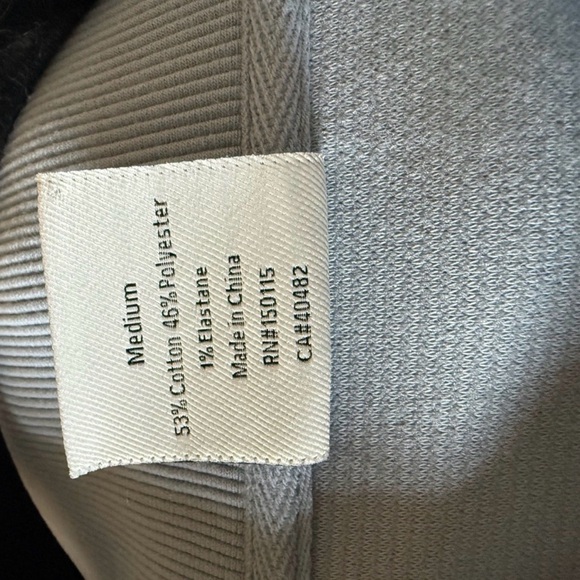 Medium
53% Cotton 46% Polyester
1% Elastane
Made in China
RN#150115
CA#40482